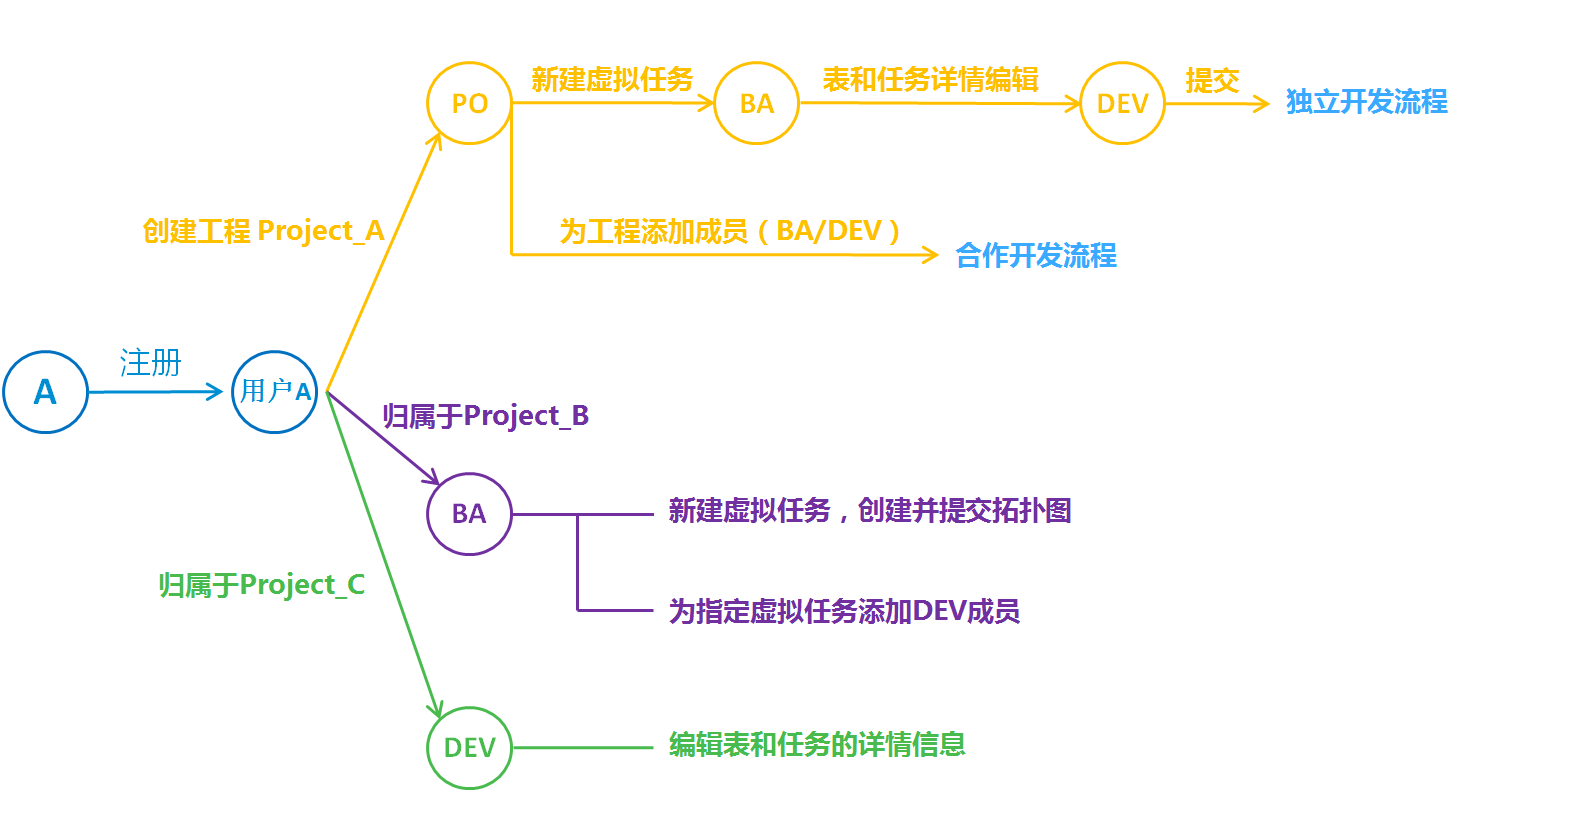 新建虚拟任务
表和任务详情编辑
提交
PO
BA
DEV
独立开发流程
创建工程 Project_A
为工程添加成员（BA/DEV）
合作开发流程
注册
A
用户A
归属于Project_B
BA
新建虚拟任务，创建并提交拓扑图
归属于Project_C
为指定虚拟任务添加DEV成员
DEV
编辑表和任务的详情信息